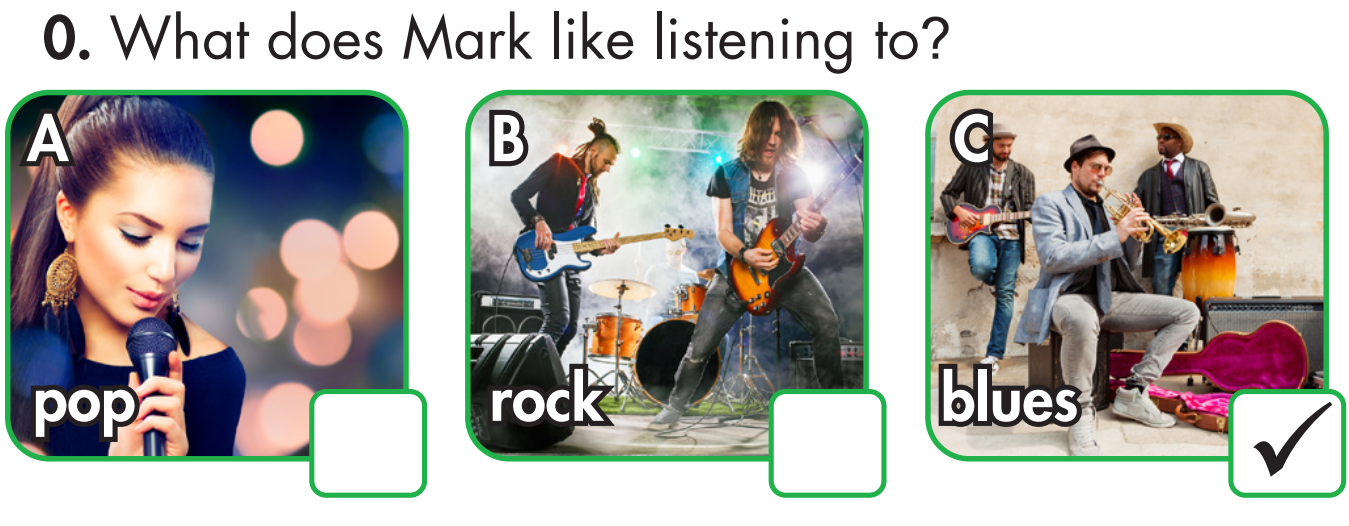 0. What does Mark like listening to?
A
pop
B
rock
C
blues